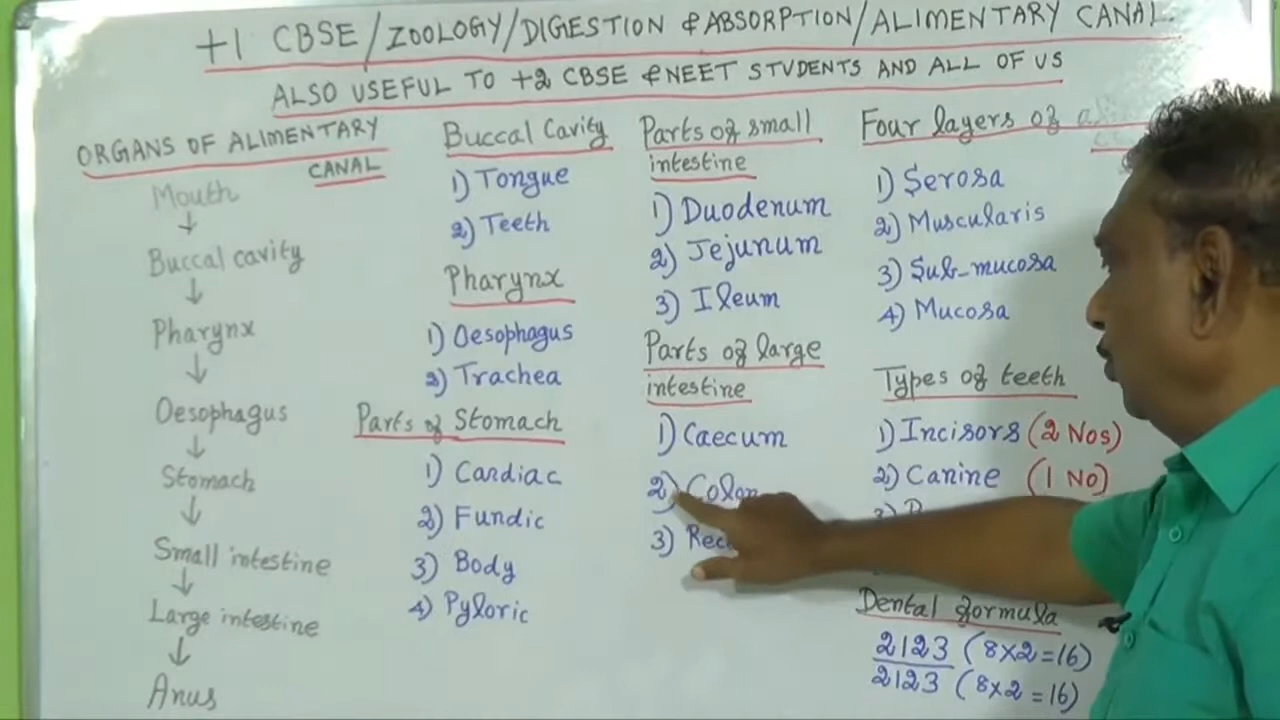 +1 CBSE/ZOOLOGY/DIGESTION & ABSORPTION/ALIMENTARY CANAL
ALSO USEFUL TO +2 CBSE & NEET STUDENTS AND ALL OF US
ORGANS OF ALIMENTARY
CANAL
Mouth
↓
Buccal cavity
↓
Pharynx
↓
Oesophagus
↓
Stomach
↓
Small intestine
↓
Large intestine
↓
Anus
Buccal Cavity
1) Tongue
2) Teeth
Pharynx
1) Oesophagus
2) Trachea
Parts of Stomach
1) Cardiac
2) Fundic
3) Body
4) Pyloric
Parts of small
intestine
1) Duodenum
2) Jejunum
3) Ileum
Parts of large
intestine
1) Caecum
2) Colon
3)
Four layers of
1) Serosa
2) Muscularis
3) Sub-mucosa
4) Mucosa
Types of teeth
1) Incisors (2 Nos)
2) Canine (1 No)
3)
Dental formula
2123 (8x2=16)
2123 (8x2=16)